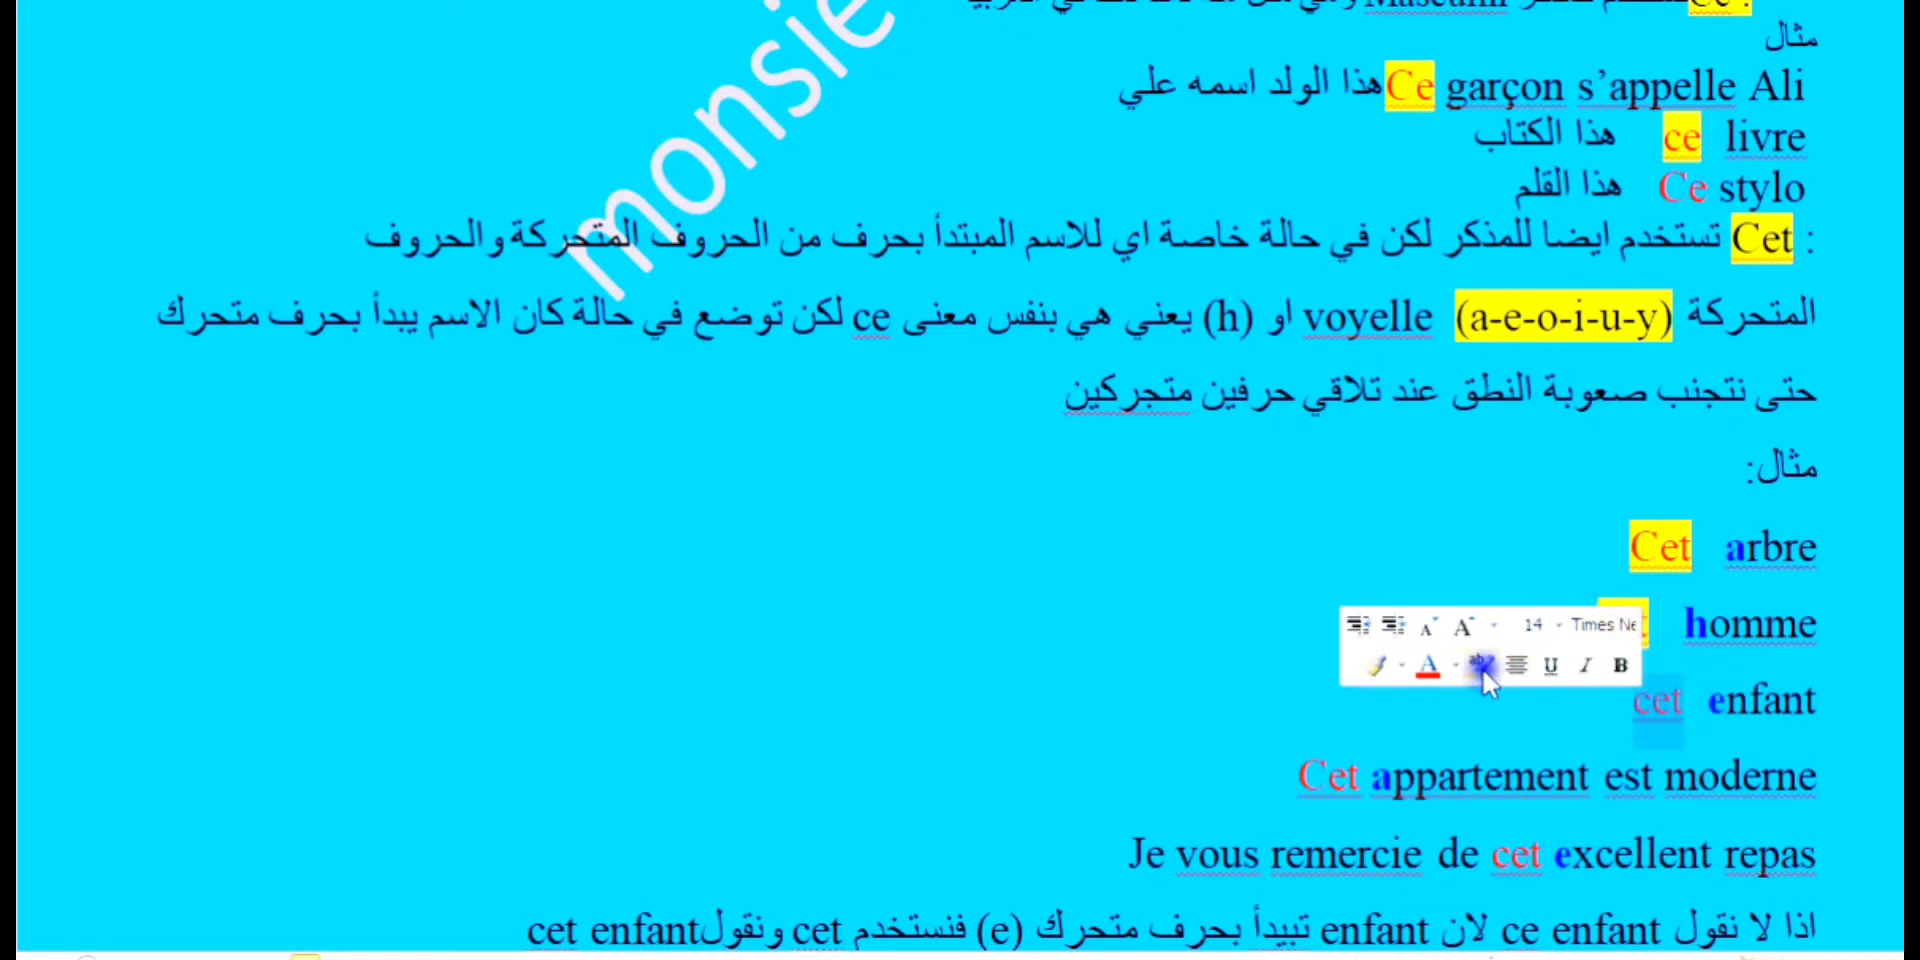 مثال
Ce garçon s’appelle Ali هذا الولد اسمه علي
ce livre هذا الكتاب
Ce stylo هذا القلم
Cet : تستخدم ايضا للمذكر لكن في حالة خاصة اي للاسم المبتدأ بحرف من الحروف المتحركة والحروف
المتحركة (a-e-o-i-u-y) voyelle او (h) يعني هي بنفس معنى ce لكن توضع في حالة كان الاسم يبدأ بحرف متحرك
حتى نتجنب صعوبة النطق عند تلاقي حرفين متجركين
مثال:
Cet arbre
homme
14 Times Ne
cet enfant
Cet appartement est moderne
Je vous remercie de cet excellent repas
اذا لا نقول ce enfant لان enfant تبيدأ بحرف متحرك (e) فنستخدم cet ونقول cet enfant
monsie